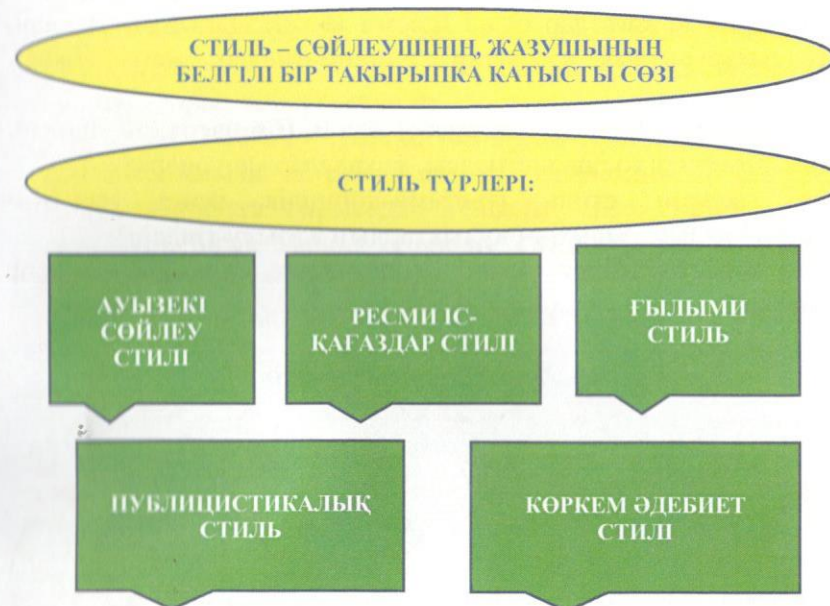 СТИЛЬ – СӨЙЛЕУШІНІҢ, ЖАЗУШЫНЫҢ
БЕЛГІЛІ БІР ТАҚЫРЫПҚА ҚАТЫСТЫ СӨЗІ
СТИЛЬ ТҮРЛЕРІ:
АУЫЗЕКІ
СӨЙЛЕУ
СТИЛІ
РЕСМИ ІС-
ҚАҒАЗДАР СТИЛІ
ҒЫЛЫМИ
СТИЛЬ
ПУБЛИЦИСТИКАЛЫҚ
СТИЛЬ
КӨРКЕМ ӘДЕБИЕТ
СТИЛІ